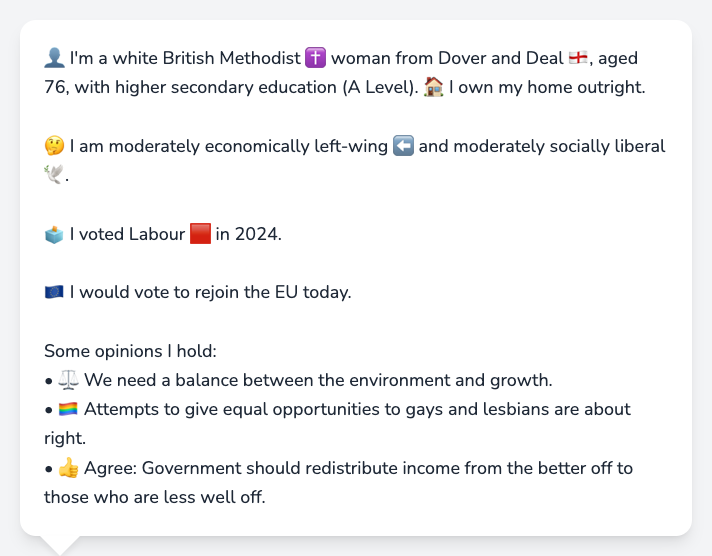 👤 I'm a white British Methodist ✝️ woman from Dover and Deal 🏴󠁧󠁢󠁥󠁮󠁧󠁿, aged
76, with higher secondary education (A Level). 🏠 I own my home outright.
🤔 I am moderately economically left-wing ⬅️ and moderately socially liberal
🕊️.
🗳️ I voted Labour 🟥 in 2024.
🇪🇺 I would vote to rejoin the EU today.
Some opinions I hold:
• ⚖️ We need a balance between the environment and growth.
• 🏳️‍🌈 Attempts to give equal opportunities to gays and lesbians are about
right.
• 👍 Agree: Government should redistribute income from the better off to
those who are less well off.